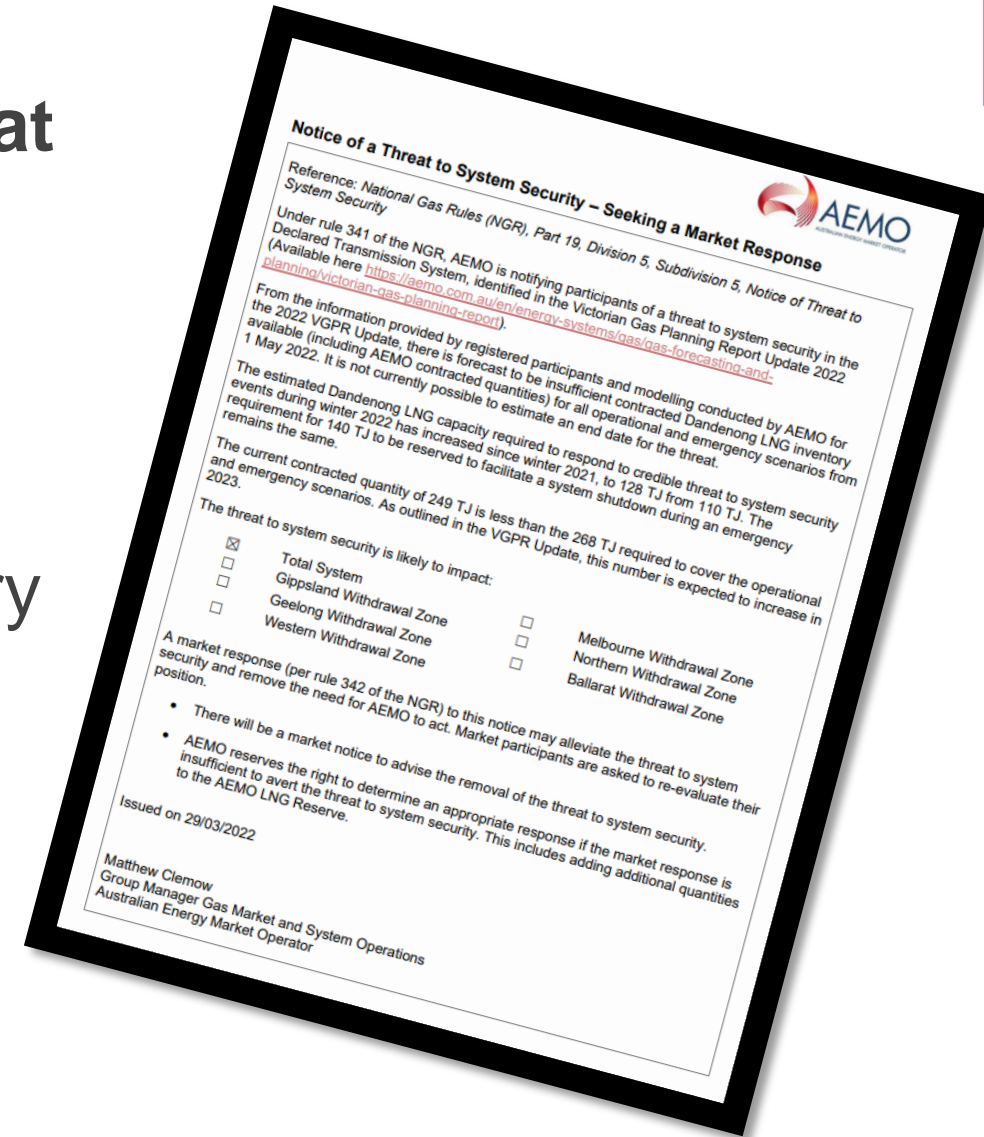 at
ry
AEMO
AUSTRALIAN ENERGY MARKET OPERATOR
Notice of a Threat to System Security – Seeking a Market Response
Reference: National Gas Rules (NGR), Part 19, Division 5, Subdivision 5, Notice of Threat to
System Security
Under rule 341 of the NGR, AEMO is notifying participants of a threat to system security in the
Declared Transmission System, identified in the Victorian Gas Planning Report Update 2022
(Available here https://aemo.com.au/en/energy-systems/gas/gas-forecasting-and-
planning/victorian-gas-planning-report).
From the information provided by registered participants and modelling conducted by AEMO for
the 2022 VGPR Update, there is forecast to be insufficient contracted Dandenong LNG inventory
available (including AEMO contracted quantities) for all operational and emergency scenarios from
1 May 2022. It is not currently possible to estimate an end date for the threat.
The estimated Dandenong LNG capacity required to respond to credible threat to system security
events during winter 2022 has increased since winter 2021, to 128 TJ from 110 TJ. The
requirement for 140 TJ to be reserved to facilitate a system shutdown during an emergency
remains the same.
The current contracted quantity of 249 TJ is less than the 268 TJ required to cover the operational
and emergency scenarios. As outlined in the VGPR Update, this number is expected to increase in
2023.
The threat to system security is likely to impact:
☒ Total System
☐ Gippsland Withdrawal Zone ☐ Melbourne Withdrawal Zone
☐ Geelong Withdrawal Zone ☐ Northern Withdrawal Zone
☐ Western Withdrawal Zone ☐ Ballarat Withdrawal Zone
A market response (per rule 342 of the NGR) to this notice may alleviate the threat to system
security and remove the need for AEMO to act. Market participants are asked to re-evaluate their
position.
• There will be a market notice to advise the removal of the threat to system security.
• AEMO reserves the right to determine an appropriate response if the market response is
insufficient to avert the threat to system security. This includes adding additional quantities
to the AEMO LNG Reserve.
Issued on 29/03/2022
Matthew Clemow
Group Manager Gas Market and System Operations
Australian Energy Market Operator